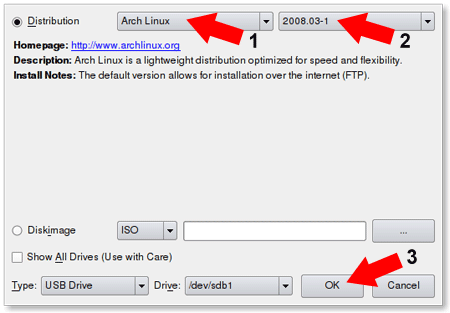 Distribution Arch Linux 2008.03-1
1 2
Homepage: http://www.archlinux.org
Description: Arch Linux is a lightweight distribution optimized for speed and flexibility.
Install Notes: The default version allows for installation over the internet (FTP).
Diskimage ISO ...
Show All Drives (Use with Care)
3
Type: USB Drive Drive: /dev/sdb1 OK Cancel